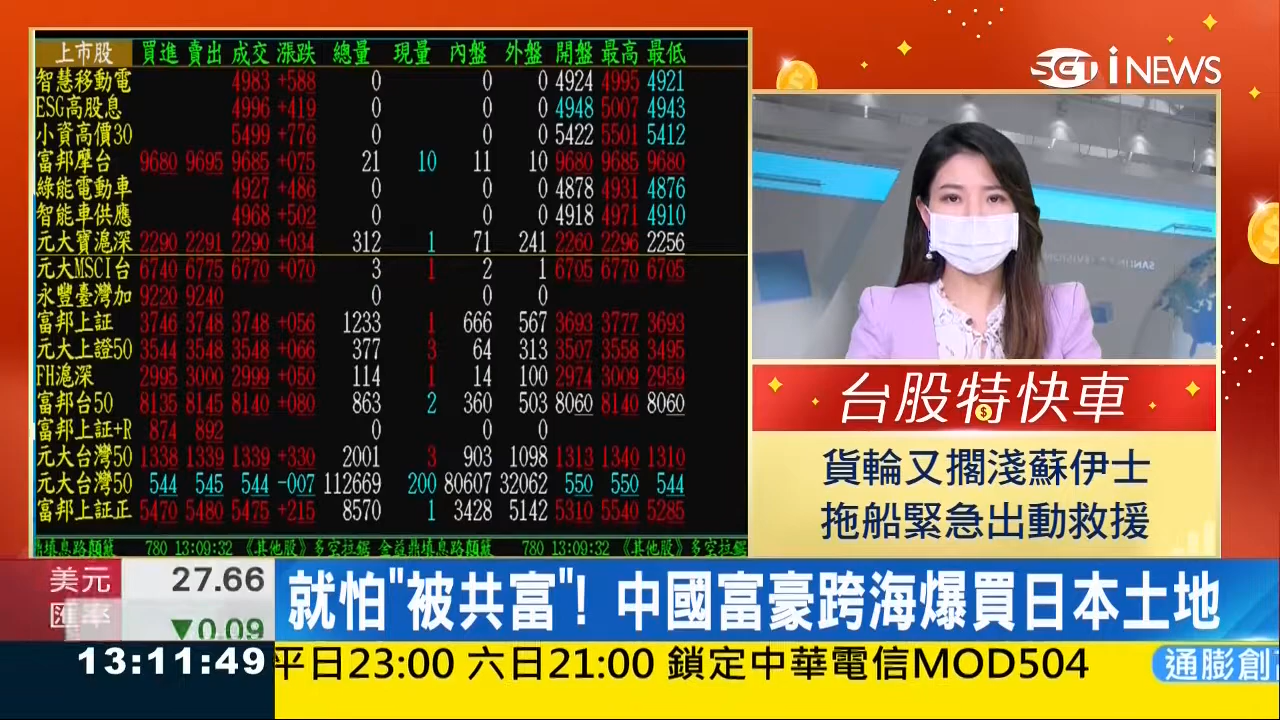 上市股 買進 賣出 成交 漲跌 總量 現量 內盤 外盤 開盤 最高 最低
智慧移動電 4983 +588 0 0 0 4924 4995 4921
ESG高股息 4996 +419 0 0 0 4948 5007 4943
小資高價30 5499 +776 0 0 0 5422 5501 5412
富邦摩台 9680 9695 9685 +075 21 10 11 10 9680 9685 9680
綠能電動車 4927 +486 0 0 0 4878 4931 4876
智能車供應 4968 +502 0 0 0 4918 4971 4910
元大寶滬深 2290 2291 2290 +034 312 1 71 241 2260 2296 2256
元大MSCI台 6740 6775 6770 +070 3 1 2 1 6705 6770 6705
永豐臺灣加 9220 9240 0 0 0
富邦上証 3746 3748 3748 +056 1233 1 666 567 3693 3777 3693
元大上證50 3544 3548 3548 +066 377 3 64 313 3507 3558 3495
FH滬深 2995 3000 2999 +050 114 1 14 100 2974 3009 2959
富邦台50 8135 8145 8140 +080 863 2 360 503 8060 8140 8060
富邦上証+R 874 892 0 0 0
元大台灣50 1338 1339 1339 +330 2001 3 903 1098 1313 1340 1310
元大台灣50 544 545 544 -007 112669 200 80607 32062 550 550 544
富邦上証正 5470 5480 5475 +215 8570 1 3428 5142 5310 5540 5285
780 13:09:32 《其他股》多空拉鋸 金益鼎填息路顛簸 780 13:09:32 《其他股》多空拉鋸
SET iNEWS
台股特快車
貨輪又擱淺蘇伊士
拖船緊急出動救援
美元 27.66
匯率 ▼0.09
就怕"被共富"! 中國富豪跨海爆買日本土地
13:11:49
平日23:00 六日21:00 鎖定中華電信MOD504
通膨創